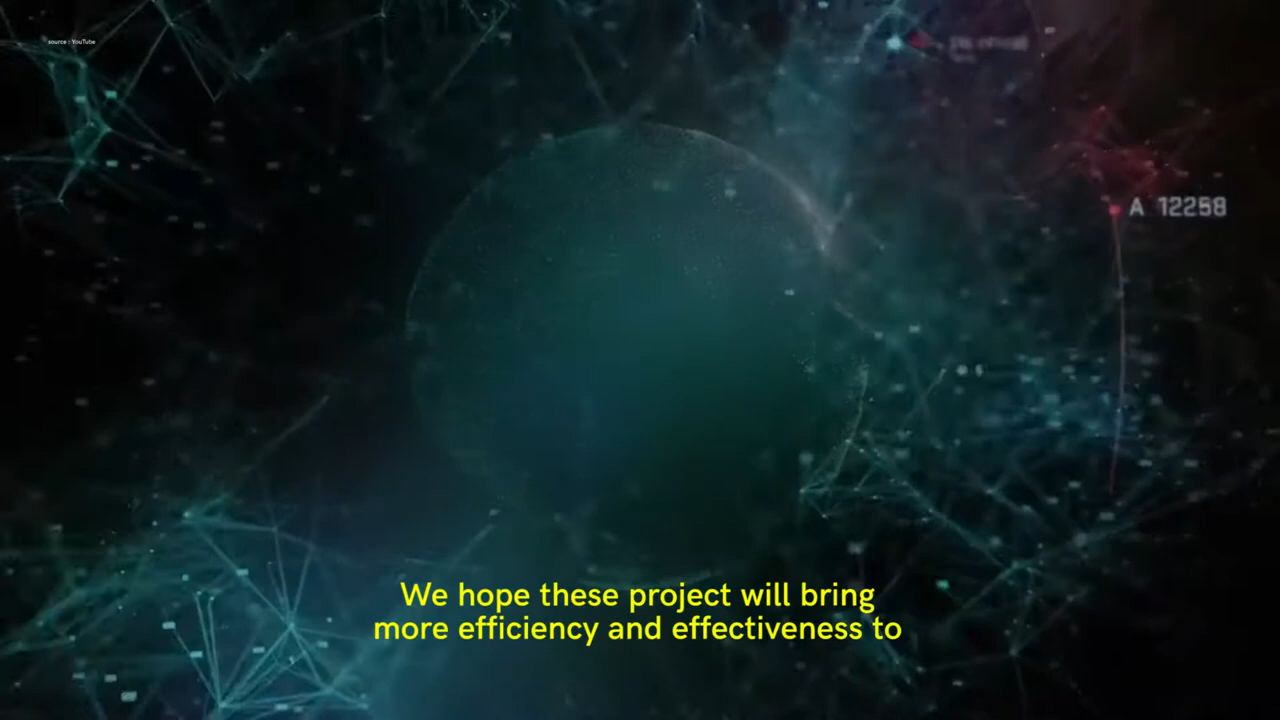 source : YouTube
A 12258
We hope these project will bring
more efficiency and effectiveness to